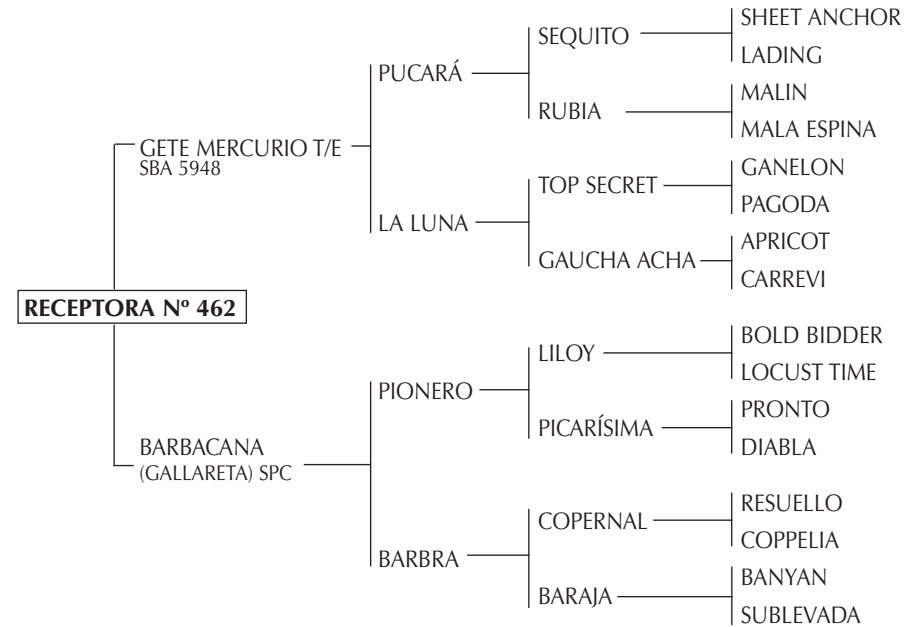 SHEET ANCHOR
SEQUITO
LADING
PUCARÁ
MALIN
RUBIA
MALA ESPINA
GETE MERCURIO T/E
SBA 5948
GANELON
TOP SECRET
PAGODA
LA LUNA
APRICOT
GAUCHA ACHA
CARREVI
RECEPTORA Nº 462
BOLD BIDDER
LILOY
LOCUST TIME
PIONERO
PRONTO
PICARÍSIMA
DIABLA
BARBACANA
(GALLARETA) SPC
RESUELLO
COPERNAL
COPPELIA
BARBRA
BANYAN
BARAJA
SUBLEVADA